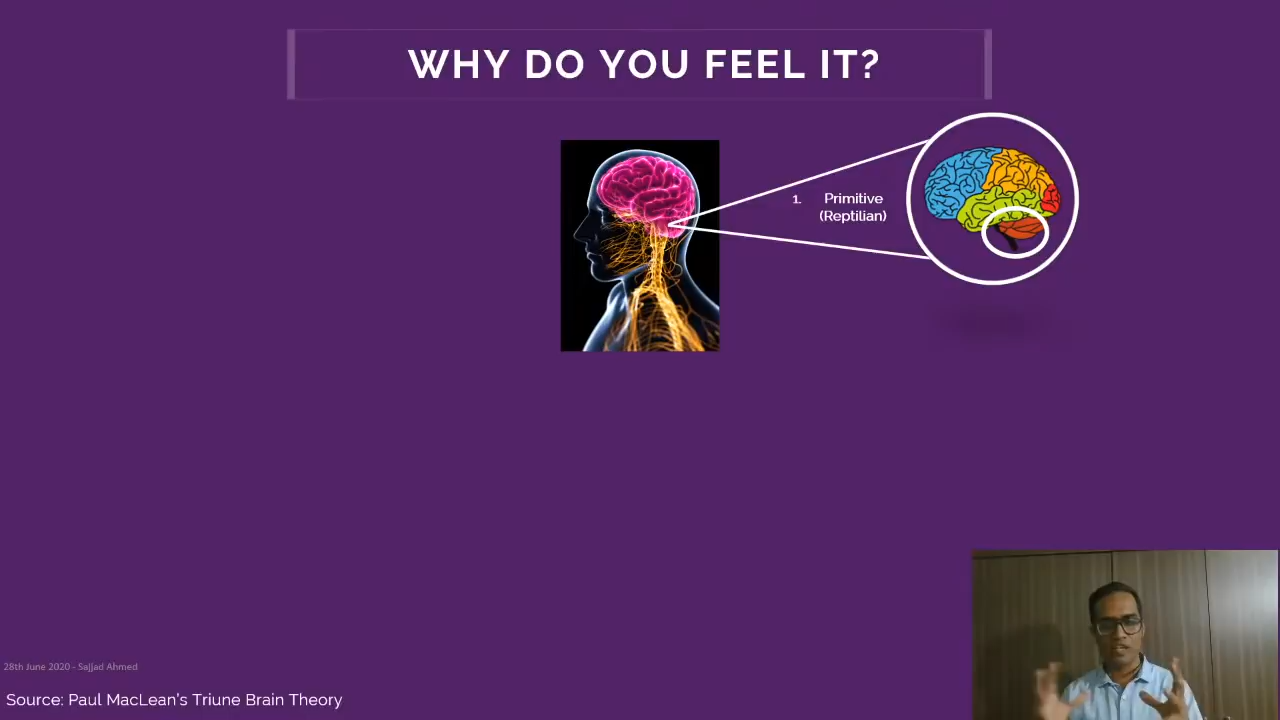 WHY DO YOU FEEL IT?
1. Primitive
(Reptilian)
28th June 2020 - Sajjad Ahmed
Source: Paul MacLean's Triune Brain Theory